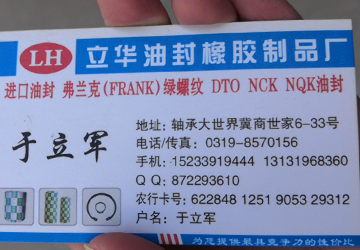 LH 立华油封橡胶制品厂
进口油封 弗兰克(FRANK)绿螺纹 DTO NCK NQK油封
于立军
地址: 轴承大世界冀商世家6-33号
电话/传真: 0319-8570156
手机: 15233919444 13131968360
Q Q: 872293610
农行卡号: 622848 1251 9053 29312
户名: 于立军
为您提供最具竞争力的性价比